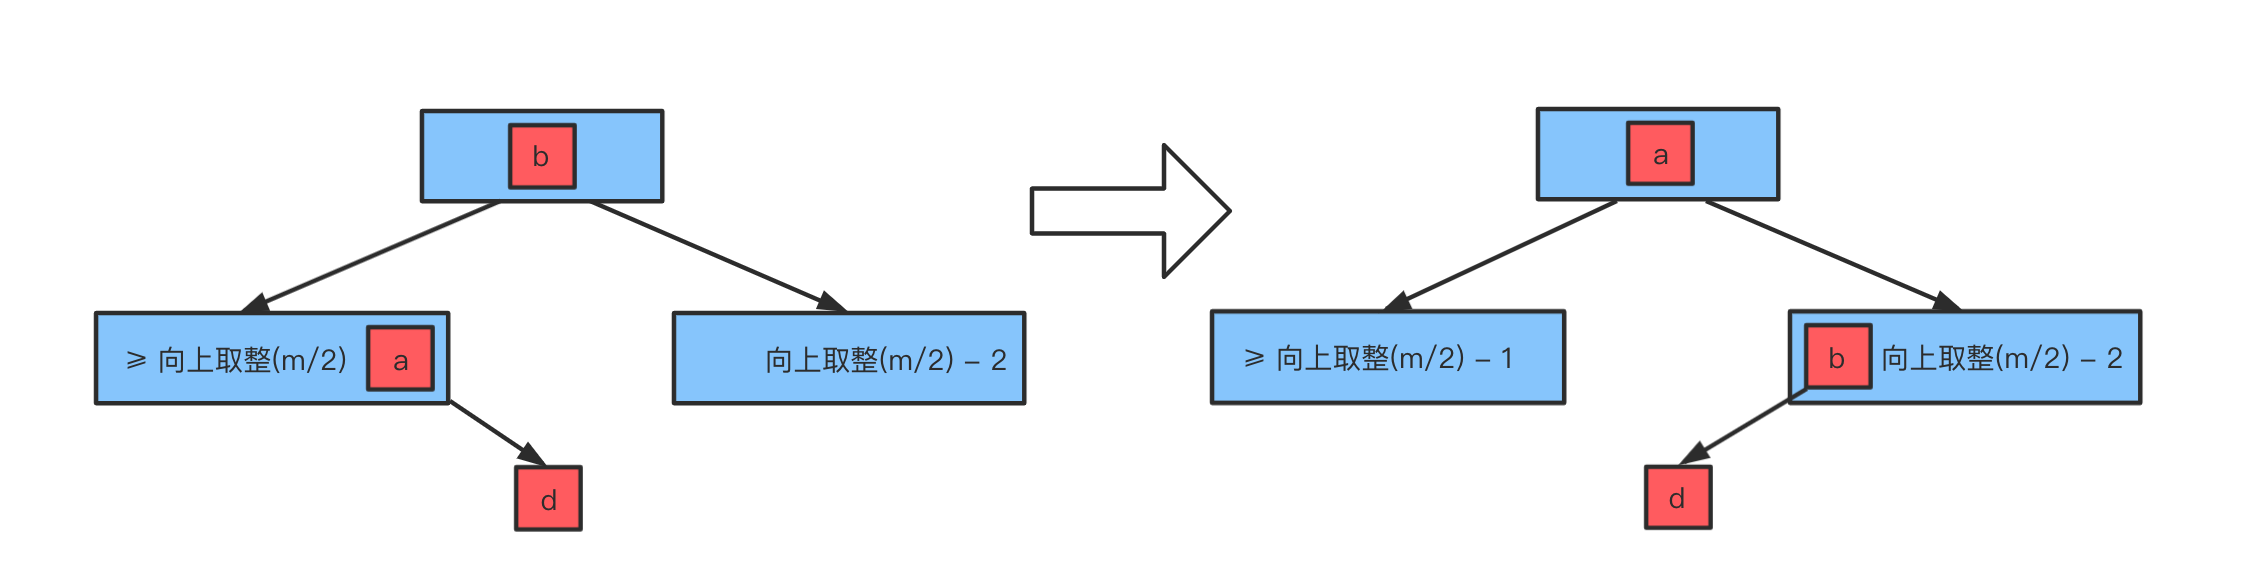 b
≥ 向上取整(m/2) a
向上取整(m/2) - 2
d
a
≥ 向上取整(m/2) - 1
b 向上取整(m/2) - 2
d